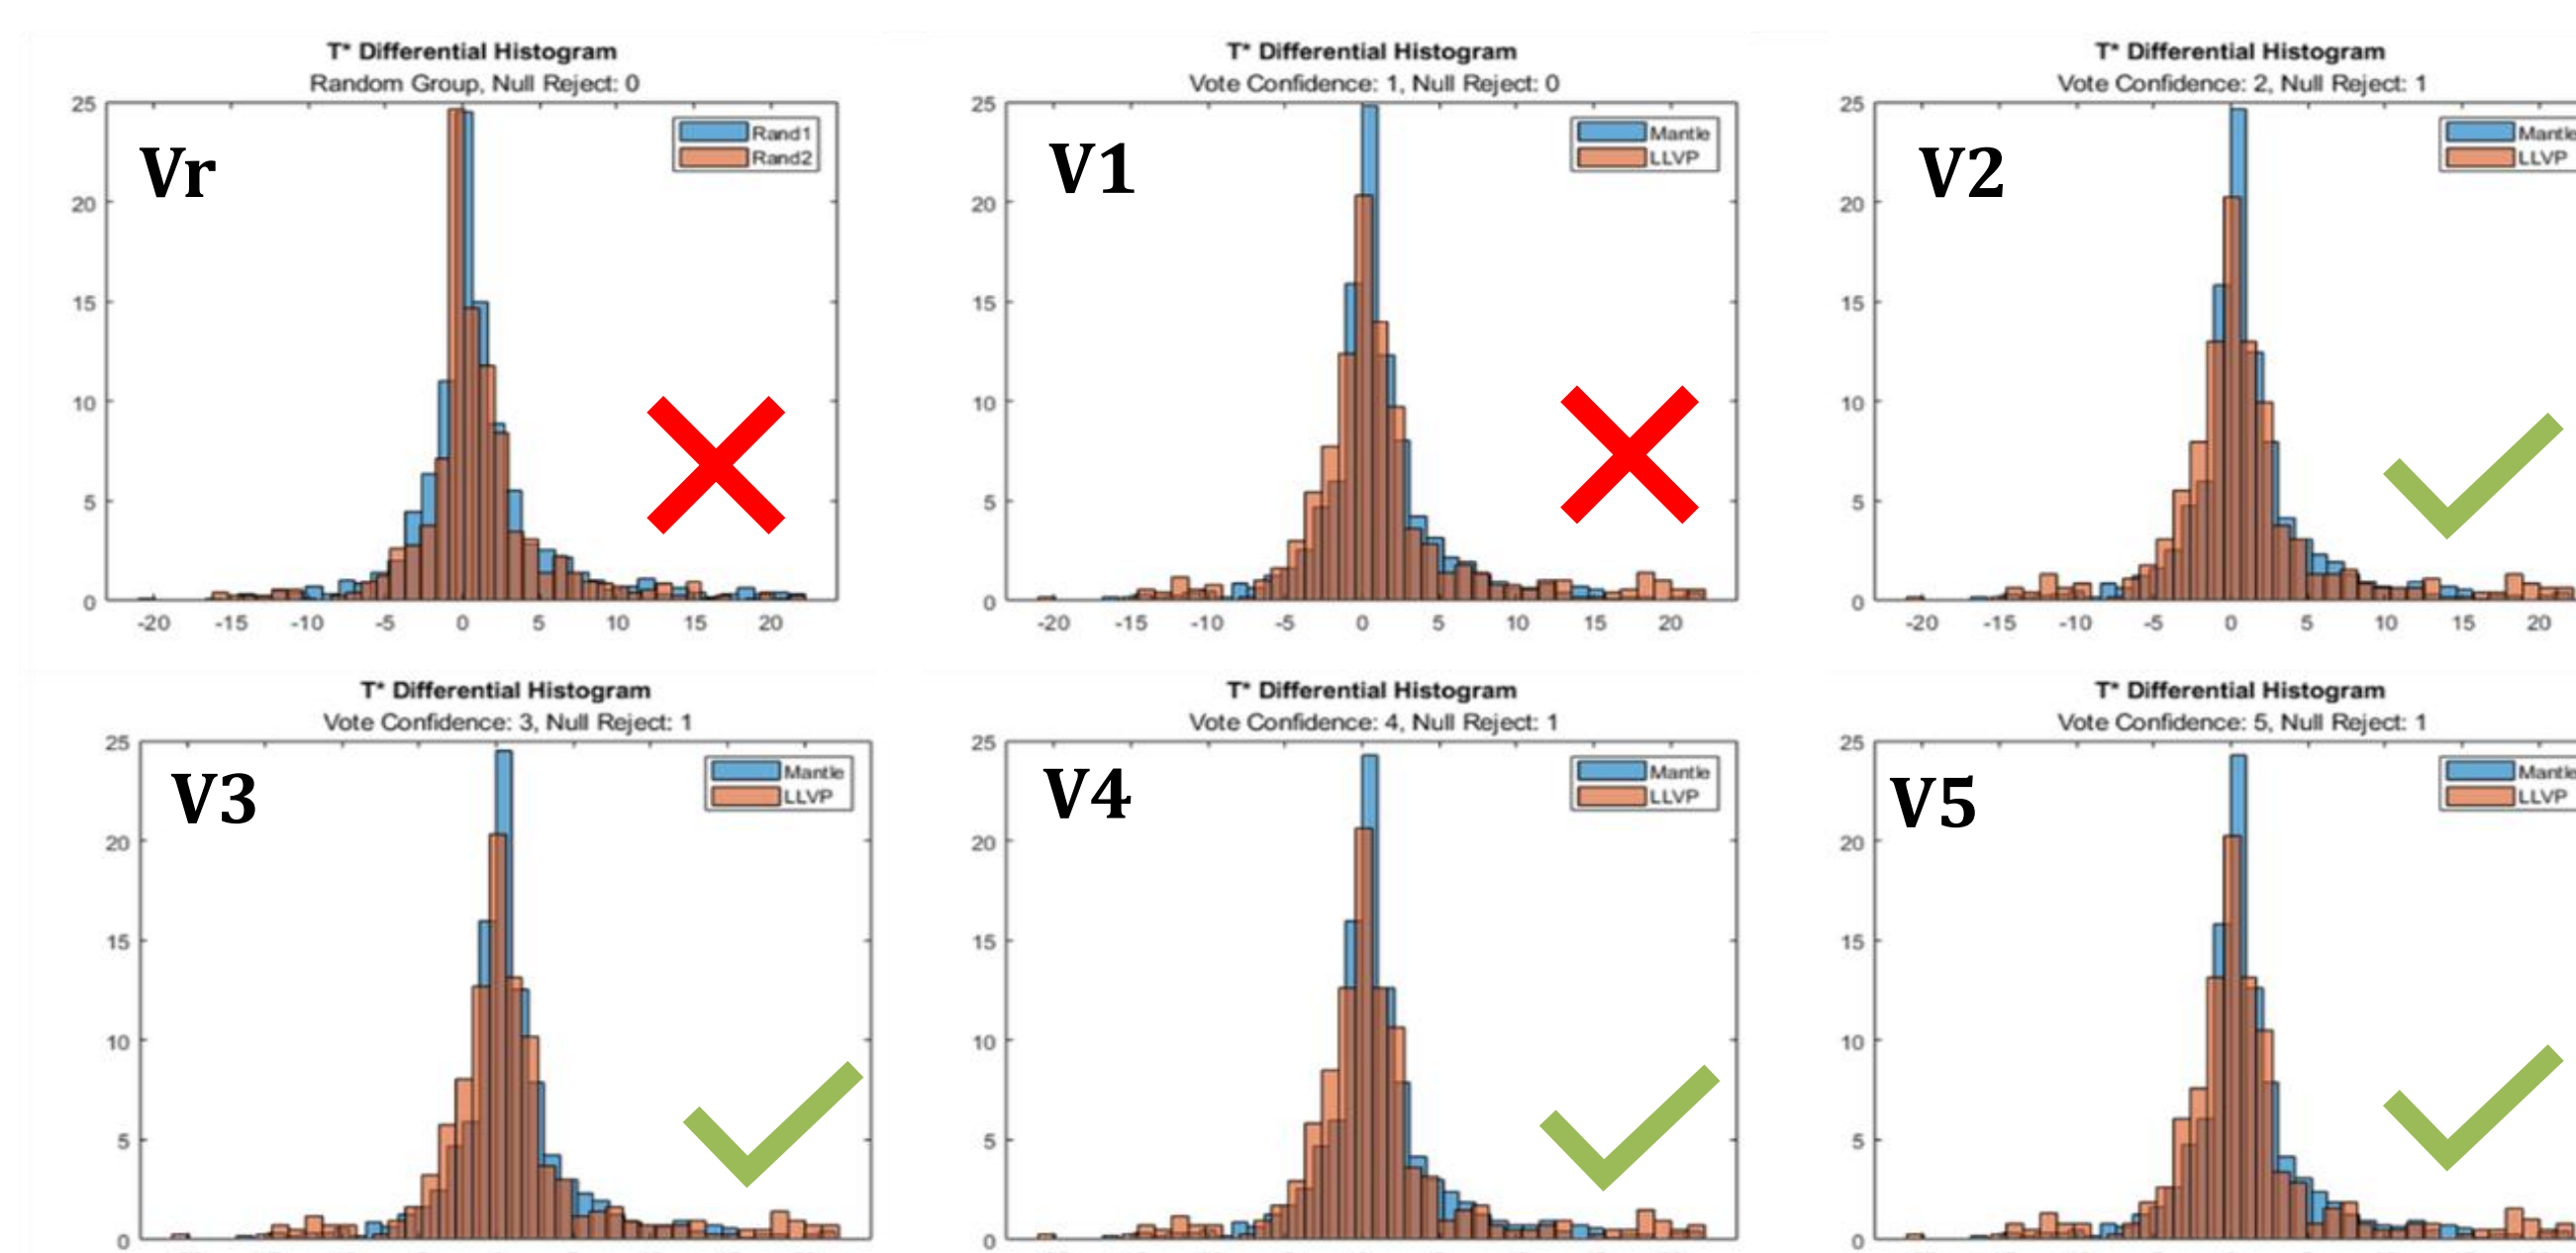 T* Differential Histogram
Random Group, Null Reject: 0
Vr
Rand1
Rand2
25
20
15
10
5
0
-20 -15 -10 -5 0 5 10 15 20
T* Differential Histogram
Vote Confidence: 1, Null Reject: 0
V1
Mantle
LLVP
25
20
15
10
5
0
-20 -15 -10 -5 0 5 10 15 20
T* Differential Histogram
Vote Confidence: 2, Null Reject: 1
V2
Mantle
LLVP
25
20
15
10
5
0
-20 -15 -10 -5 0 5 10 15 20
T* Differential Histogram
Vote Confidence: 3, Null Reject: 1
V3
Mantle
LLVP
25
20
15
10
5
0
T* Differential Histogram
Vote Confidence: 4, Null Reject: 1
V4
Mantle
LLVP
25
20
15
10
5
0
T* Differential Histogram
Vote Confidence: 5, Null Reject: 1
V5
Mantle
LLVP
25
20
15
10
5
0